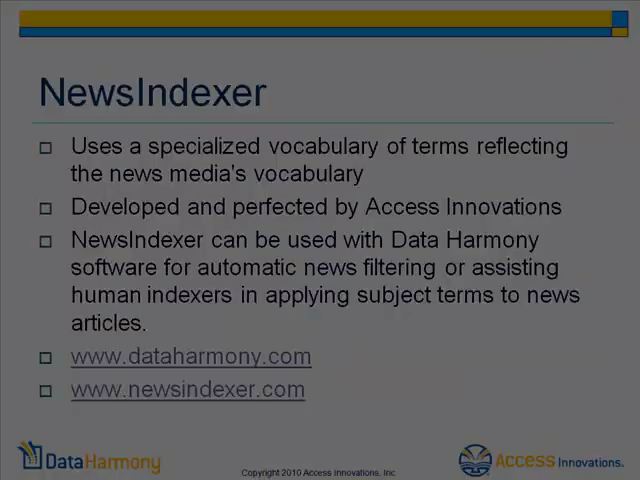 NewsIndexer
Uses a specialized vocabulary of terms reflecting
the news media's vocabulary
Developed and perfected by Access Innovations
NewsIndexer can be used with Data Harmony
software for automatic news filtering or assisting
human indexers in applying subject terms to news
articles.
www.dataharmony.com
www.newsindexer.com
DataHarmony
Copyright 2010 Access Innovations, Inc
Access Innovations.